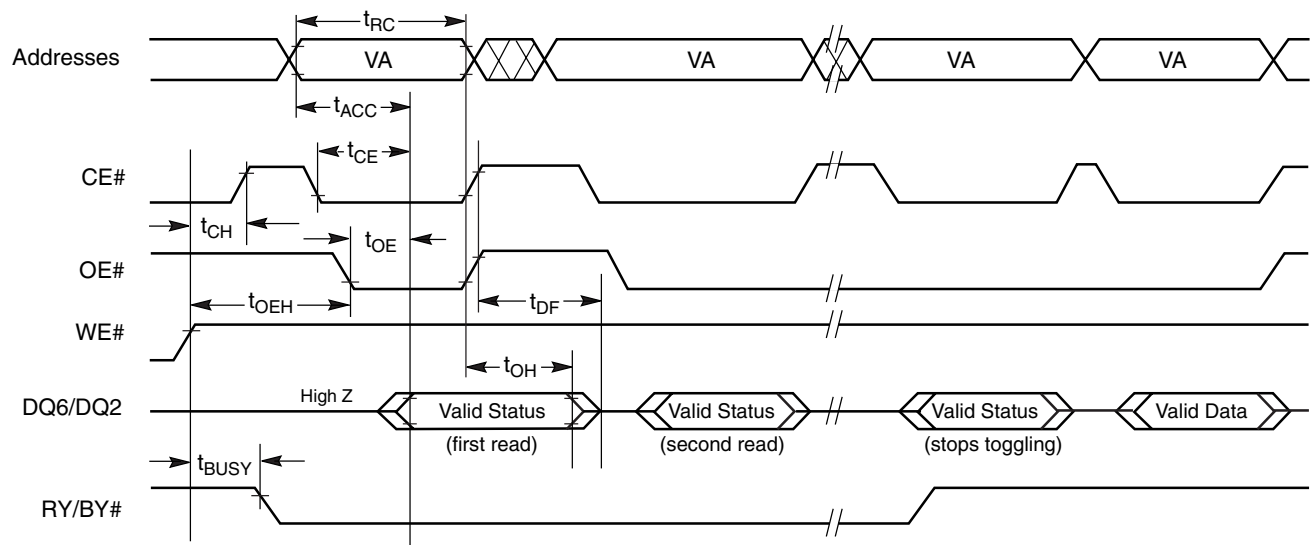 tRC
Addresses VA VA VA VA
tACC
tCE
CE#
tCH tOE
OE#
tOEH tDF
WE#
tOH
High Z
DQ6/DQ2 Valid Status Valid Status Valid Status Valid Data
(first read) (second read) (stops toggling)
tBUSY
RY/BY#